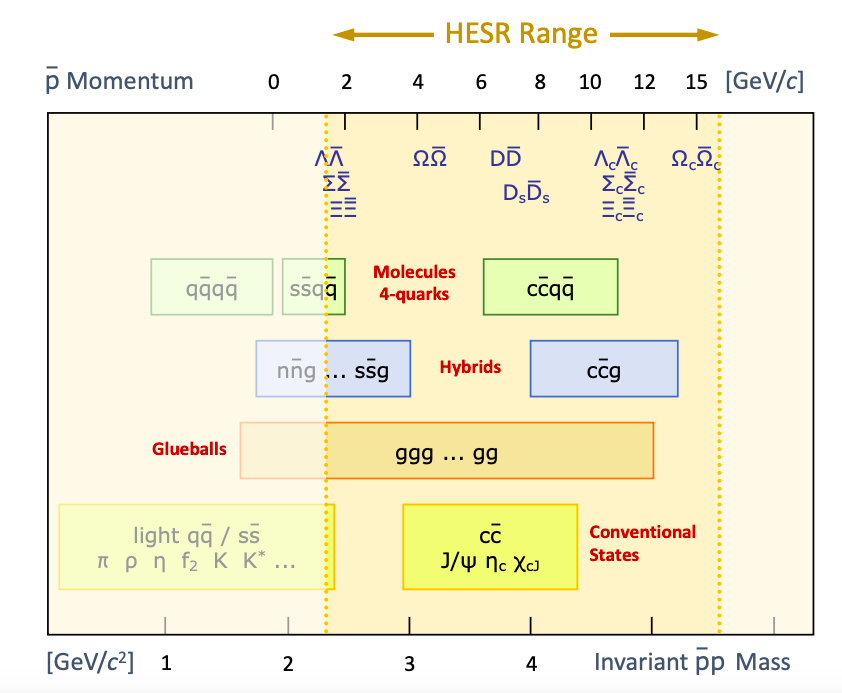 HESR Range
p̄ Momentum 0 2 4 6 8 10 12 15 [GeV/c]
ΛΛ̅ ΩΩ̅ DD̅ Λ꜀Λ̅꜀ Ω꜀Ω̅꜀
ΣΣ̅ DₛD̅ₛ Σ꜀Σ̅꜀
ΞΞ̅ Ξ꜀Ξ̅꜀
qq̄qq̄ ss̄qq̄ Molecules cc̄qq̄
4-quarks
nn̄g ... ss̄g Hybrids cc̄g
Glueballs ggg ... gg
light qq̄ / ss̄ cc̄ Conventional
π ρ η f₂ K K* ... J/ψ η꜀ χ꜀J States
[GeV/c²] 1 2 3 4 Invariant p̄p Mass